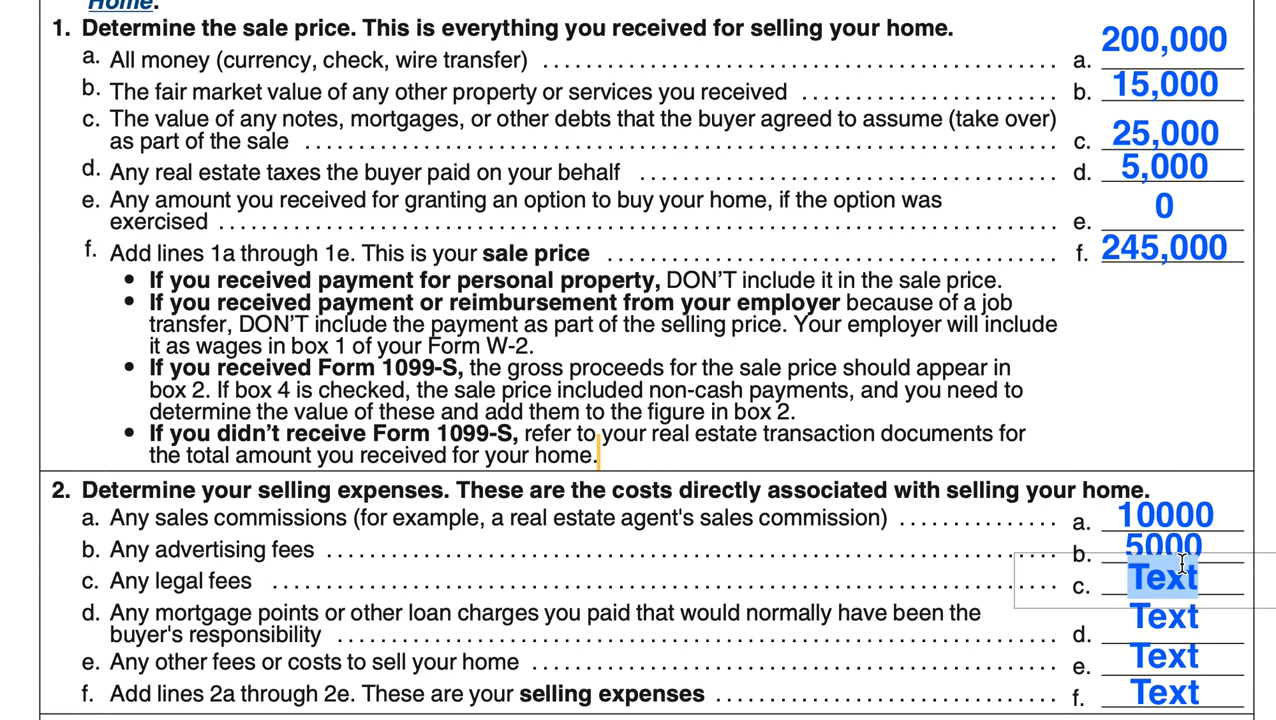 Home.
1. Determine the sale price. This is everything you received for selling your home.
a. All money (currency, check, wire transfer) a. 200,000
b. The fair market value of any other property or services you received b. 15,000
c. The value of any notes, mortgages, or other debts that the buyer agreed to assume (take over)
as part of the sale c. 25,000
d. Any real estate taxes the buyer paid on your behalf d. 5,000
e. Any amount you received for granting an option to buy your home, if the option was
exercised e. 0
f. Add lines 1a through 1e. This is your sale price f. 245,000
• If you received payment for personal property, DON'T include it in the sale price.
• If you received payment or reimbursement from your employer because of a job
transfer, DON'T include the payment as part of the selling price. Your employer will include
it as wages in box 1 of your Form W-2.
• If you received Form 1099-S, the gross proceeds for the sale price should appear in
box 2. If box 4 is checked, the sale price included non-cash payments, and you need to
determine the value of these and add them to the figure in box 2.
• If you didn't receive Form 1099-S, refer to your real estate transaction documents for
the total amount you received for your home.
2. Determine your selling expenses. These are the costs directly associated with selling your home.
a. Any sales commissions (for example, a real estate agent's sales commission) a. 10000
b. Any advertising fees b. 5000
c. Any legal fees c. Text
d. Any mortgage points or other loan charges you paid that would normally have been the
buyer's responsibility d. Text
e. Any other fees or costs to sell your home e. Text
f. Add lines 2a through 2e. These are your selling expenses f. Text